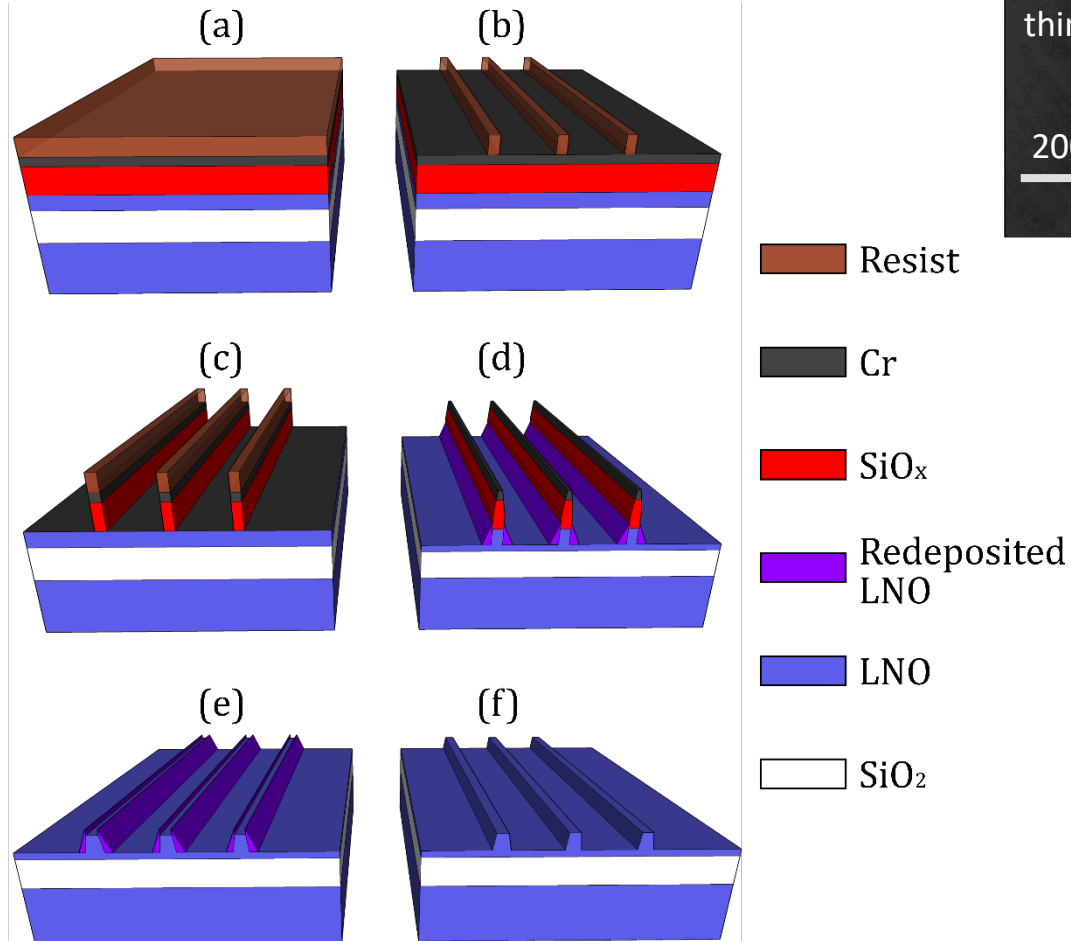 (a)
(b)
Resist
Cr
(c)
(d)
SiOₓ
Redeposited
LNO
LNO
(e)
(f)
SiO₂